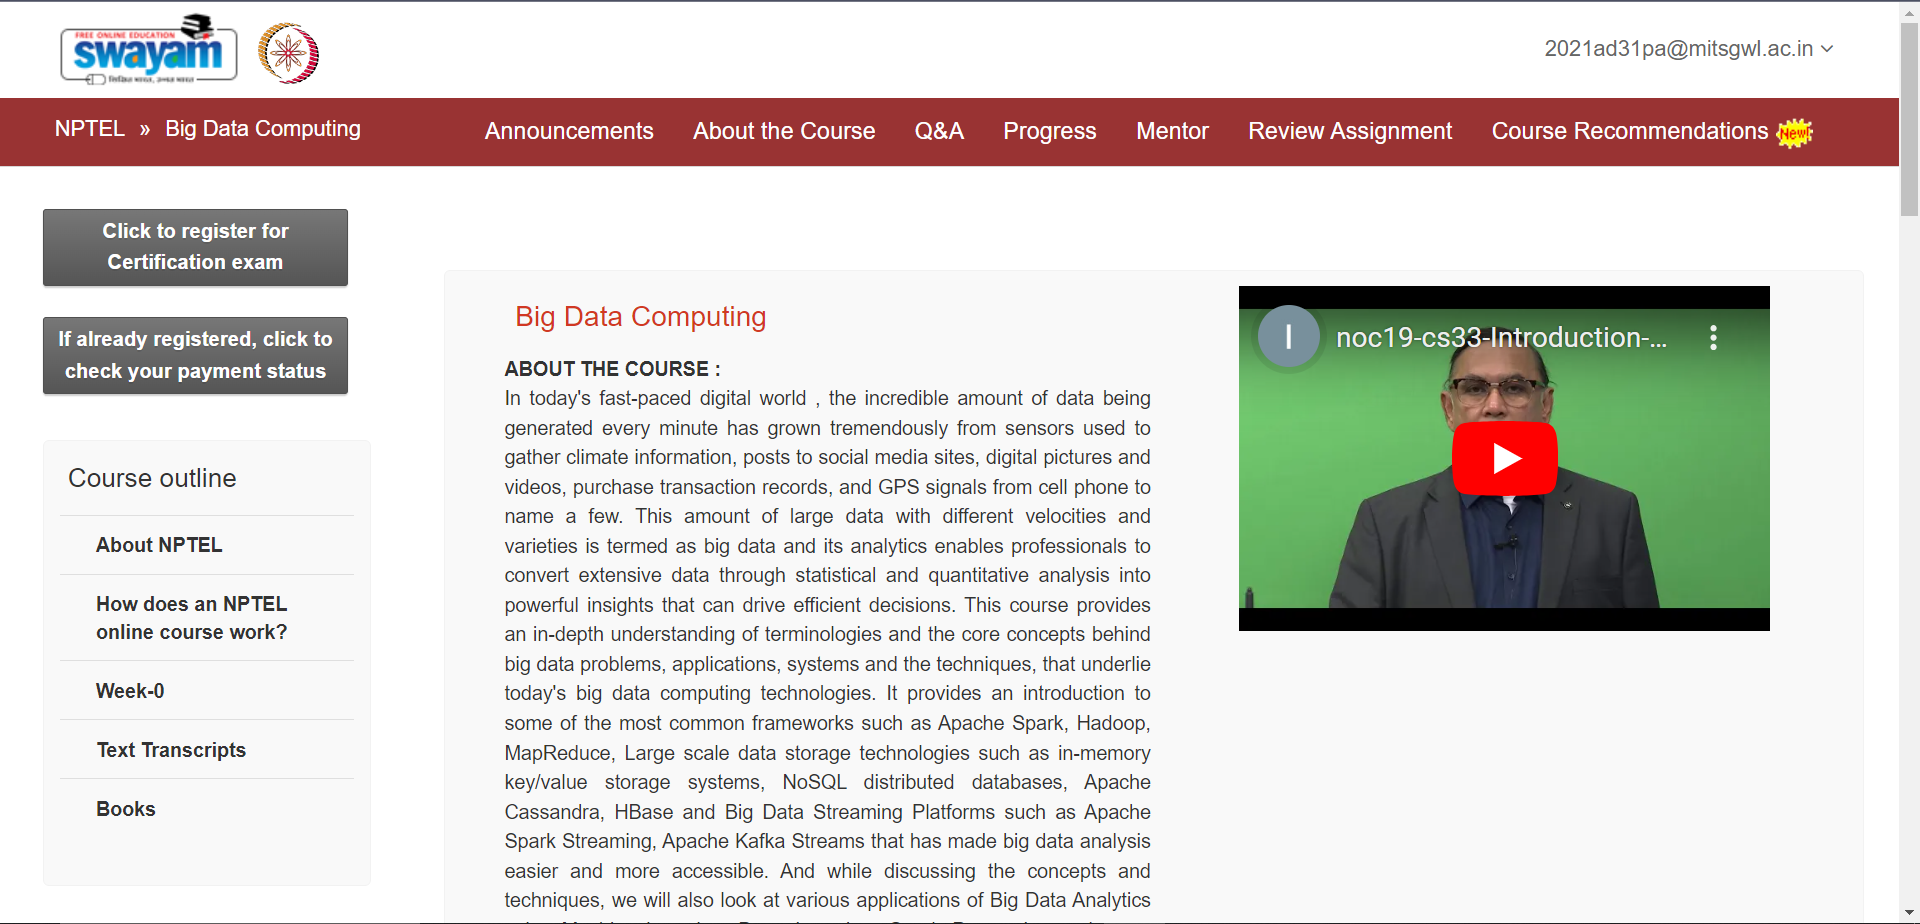 FREE ONLINE EDUCATION
swayam
2021ad31pa@mitsgwl.ac.in
NPTEL » Big Data Computing
Announcements
About the Course
Q&A
Progress
Mentor
Review Assignment
Course Recommendations
New!
Click to register for
Certification exam
If already registered, click to
check your payment status
Course outline
About NPTEL
How does an NPTEL
online course work?
Week-0
Text Transcripts
Books
Big Data Computing
ABOUT THE COURSE :
In today's fast-paced digital world , the incredible amount of data being
generated every minute has grown tremendously from sensors used to
gather climate information, posts to social media sites, digital pictures and
videos, purchase transaction records, and GPS signals from cell phone to
name a few. This amount of large data with different velocities and
varieties is termed as big data and its analytics enables professionals to
convert extensive data through statistical and quantitative analysis into
powerful insights that can drive efficient decisions. This course provides
an in-depth understanding of terminologies and the core concepts behind
big data problems, applications, systems and the techniques, that underlie
today's big data computing technologies. It provides an introduction to
some of the most common frameworks such as Apache Spark, Hadoop,
MapReduce, Large scale data storage technologies such as in-memory
key/value storage systems, NoSQL distributed databases, Apache
Cassandra, HBase and Big Data Streaming Platforms such as Apache
Spark Streaming, Apache Kafka Streams that has made big data analysis
easier and more accessible. And while discussing the concepts and
techniques, we will also look at various applications of Big Data Analytics
I
noc19-cs33-Introduction-...